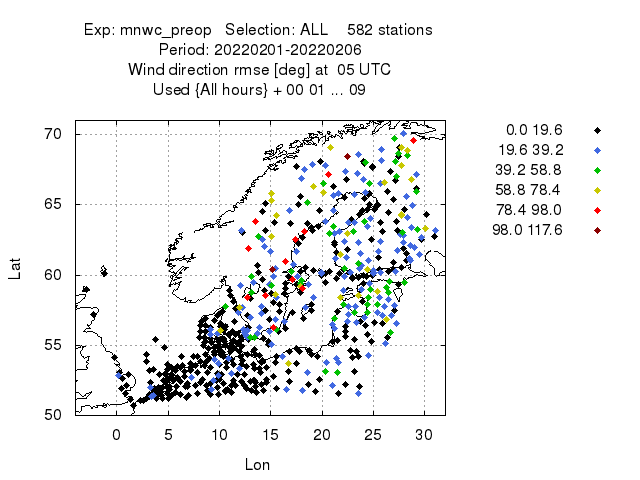 Exp: mnwc_preop Selection: ALL 582 stations
Period: 20220201-20220206
Wind direction rmse [deg] at 05 UTC
Used {All hours} + 00 01 ... 09
0.0 19.6
19.6 39.2
39.2 58.8
58.8 78.4
78.4 98.0
98.0 117.6
70
65
60
55
50
Lat
0 5 10 15 20 25 30
Lon